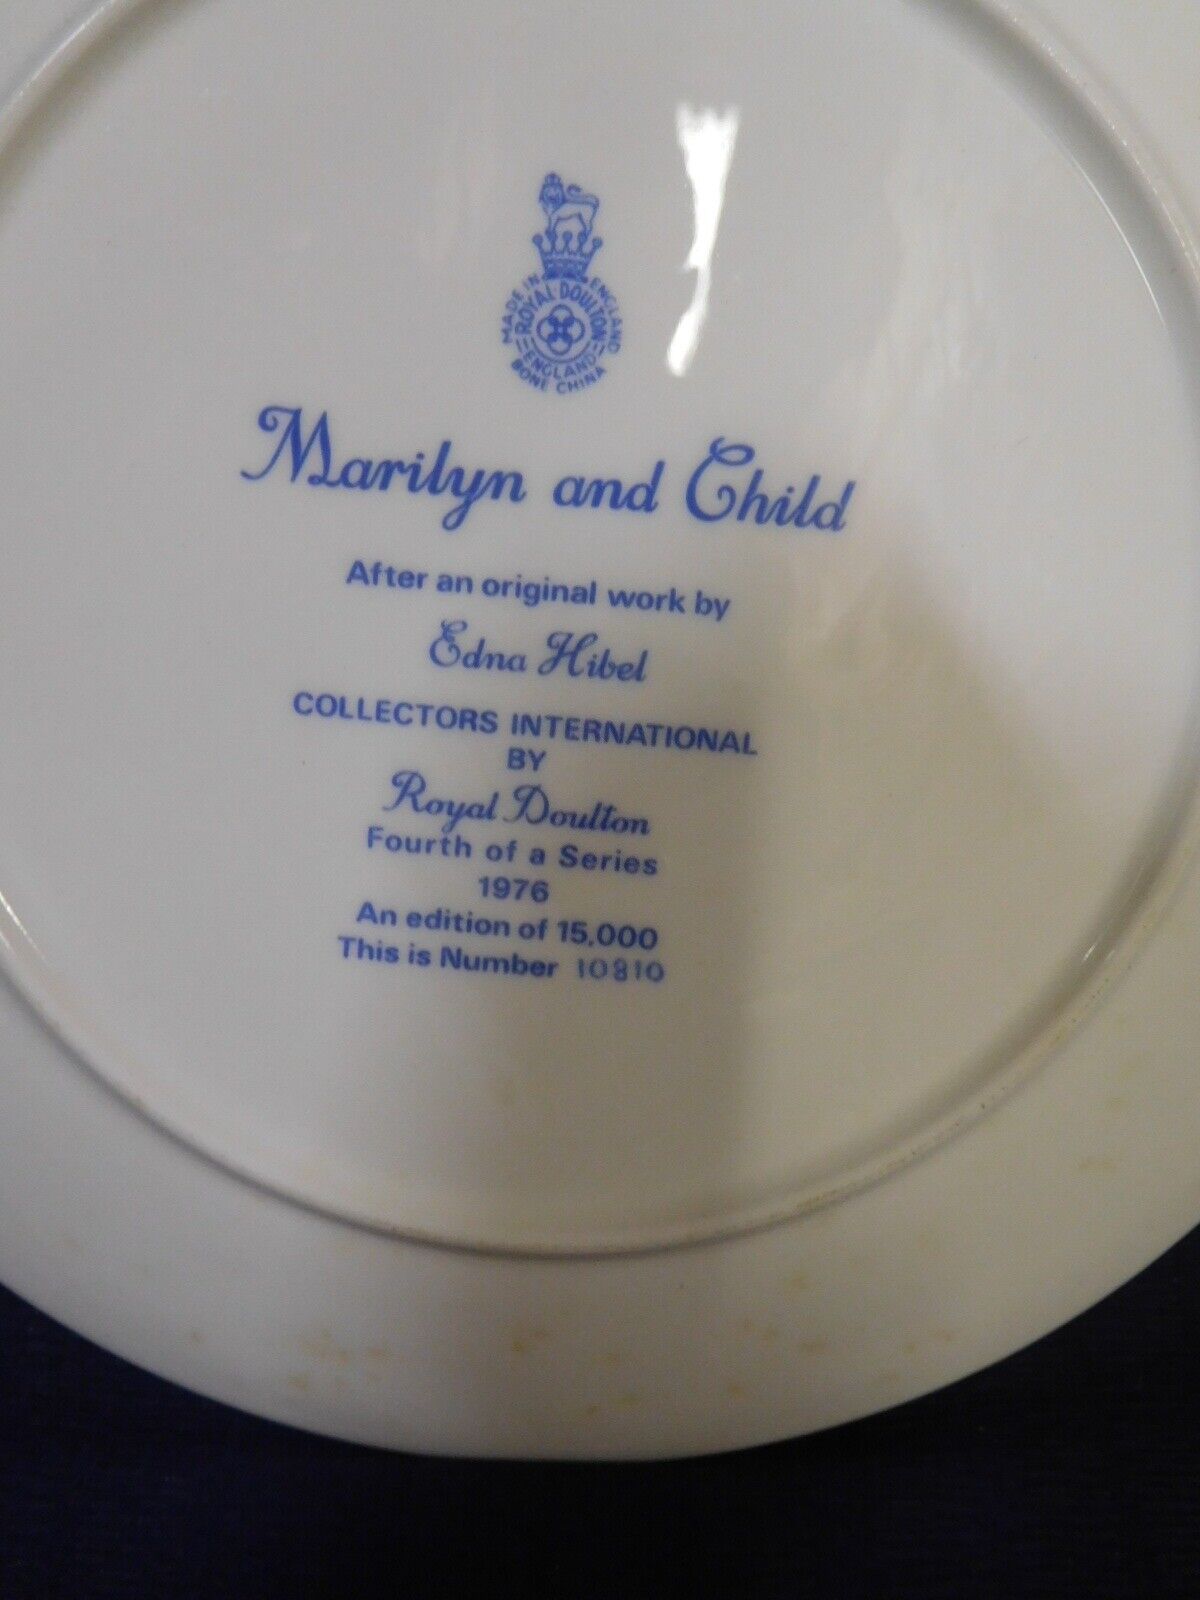 MADE IN ENGLAND
ROYAL DOULTON
ENGLAND
BONE CHINA
Marilyn and Child
After an original work by
Edna Hibel
COLLECTORS INTERNATIONAL
BY
Royal Doulton
Fourth of a Series
1976
An edition of 15,000
This is Number 10810